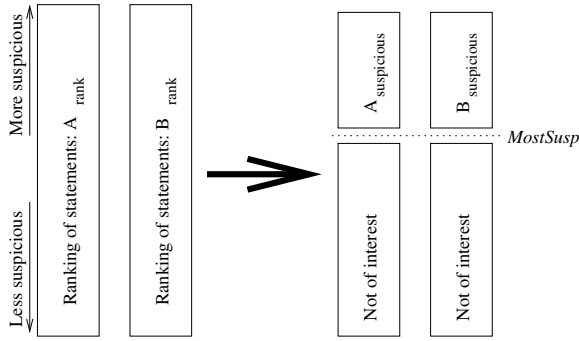 More suspicious
Less suspicious
Ranking of statements: A rank
Ranking of statements: B rank
A suspicious
B suspicious
MostSusp
Not of interest
Not of interest